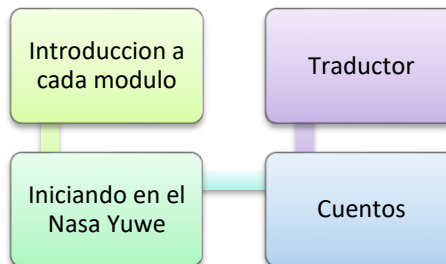 Introduccion a
cada modulo
Traductor
Iniciando en el
Nasa Yuwe
Cuentos